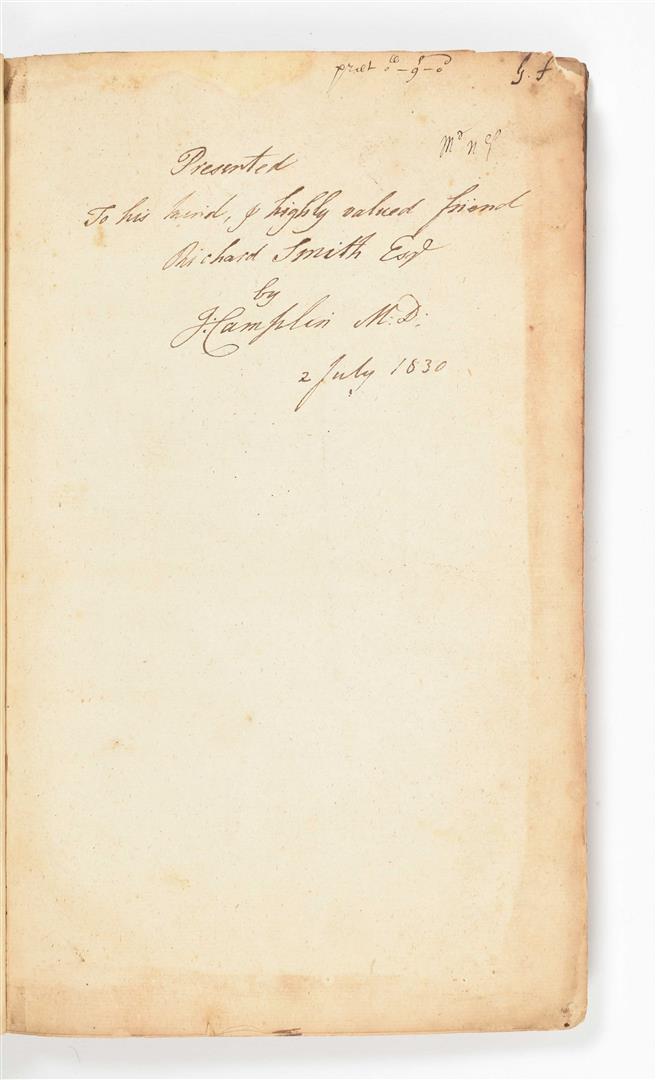 pret 0-9-0
G. f
Presented
To his kind, & highly valued friend
Richard Smith Esqr
by
J: Camplin M: D:
2 July 1830